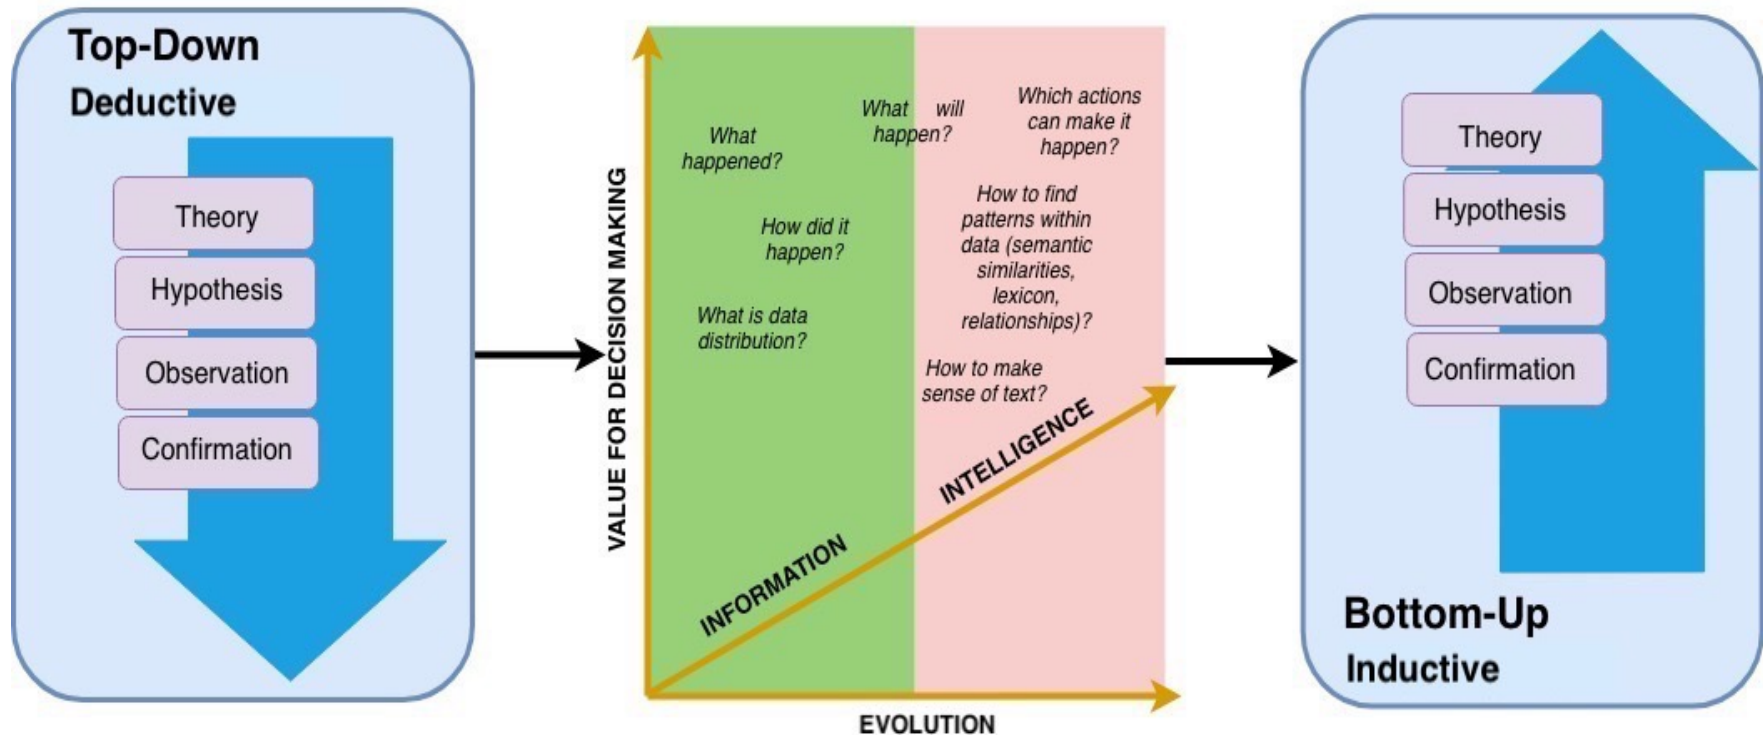 Top-Down
Deductive
Theory
Hypothesis
Observation
Confirmation
VALUE FOR DECISION MAKING
What
happened?
How did it
happen?
What is data
distribution?
What will
happen?
Which actions
can make it
happen?
How to find
patterns within
data (semantic
similarities,
lexicon,
relationships)?
How to make
sense of text?
INFORMATION
INTELLIGENCE
EVOLUTION
Theory
Hypothesis
Observation
Confirmation
Bottom-Up
Inductive